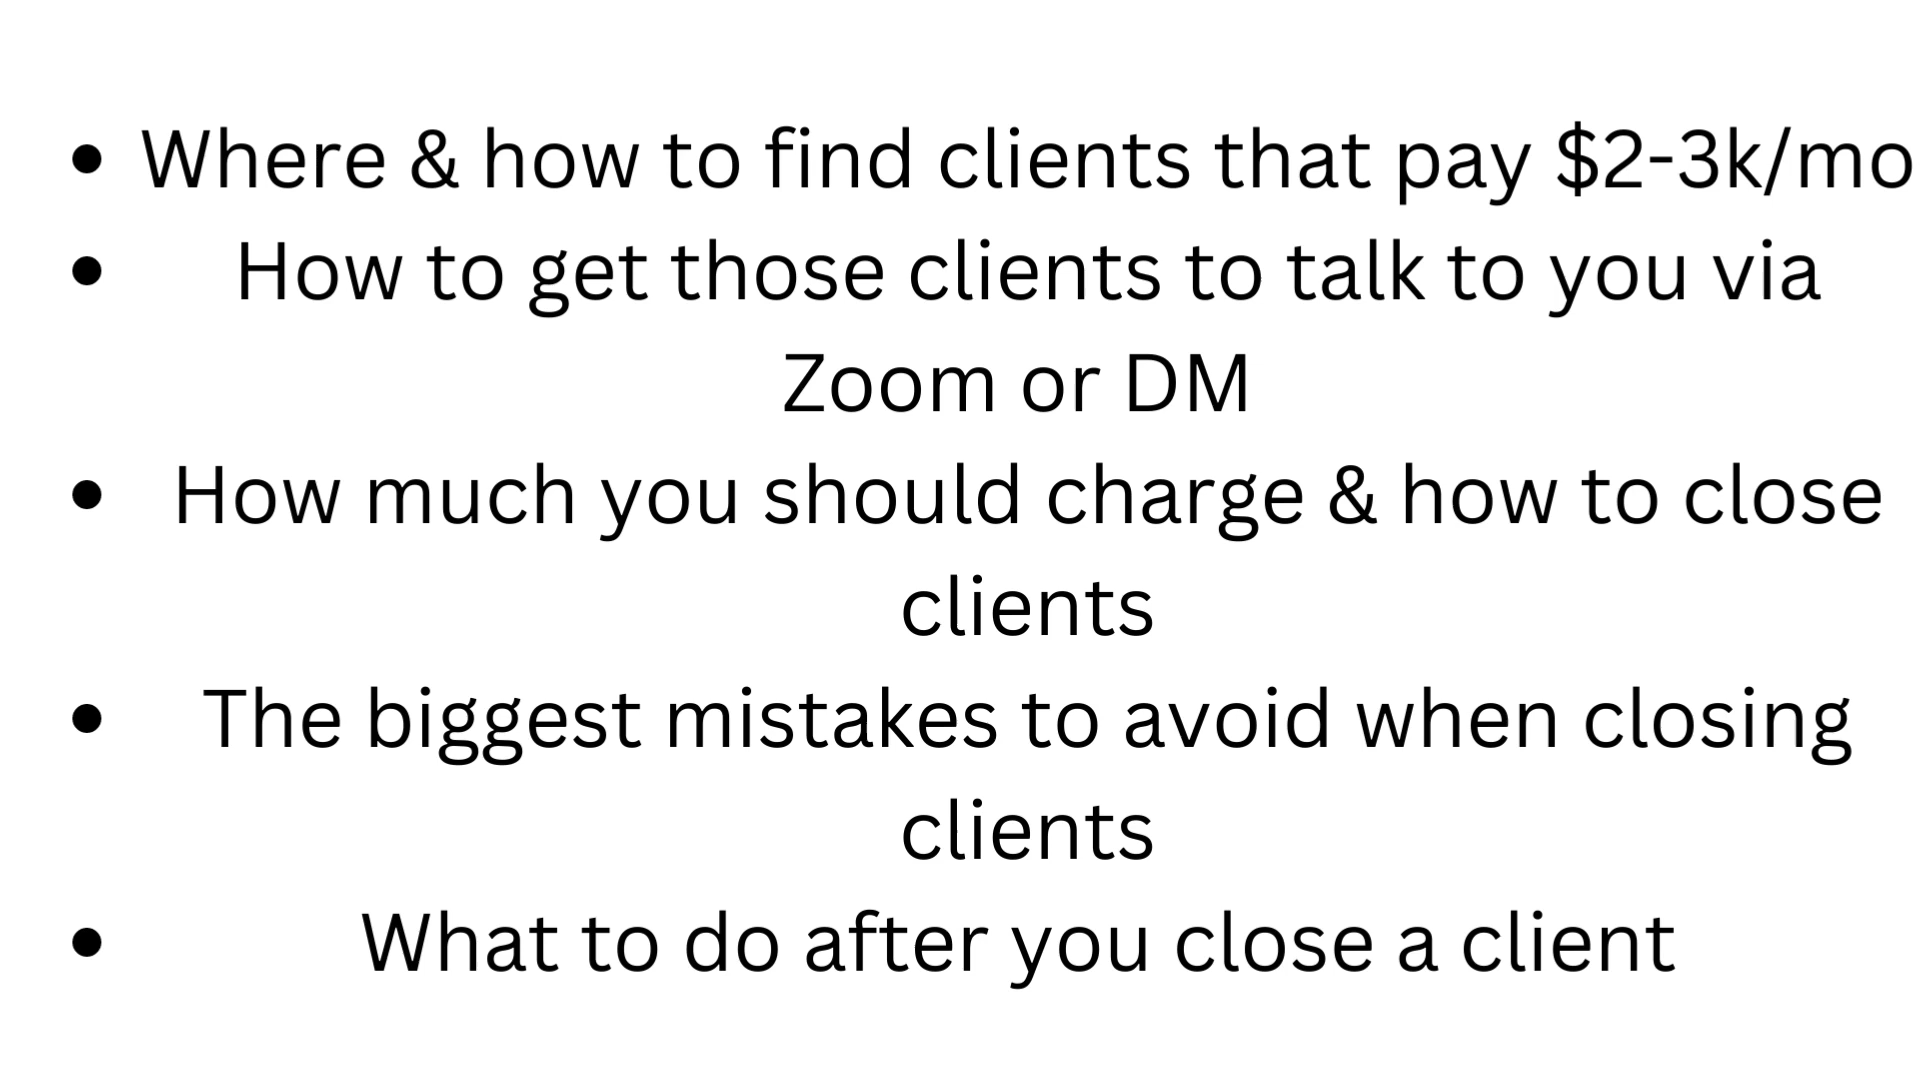 • Where & how to find clients that pay $2-3k/mo
• How to get those clients to talk to you via
Zoom or DM
• How much you should charge & how to close
clients
• The biggest mistakes to avoid when closing
clients
• What to do after you close a client